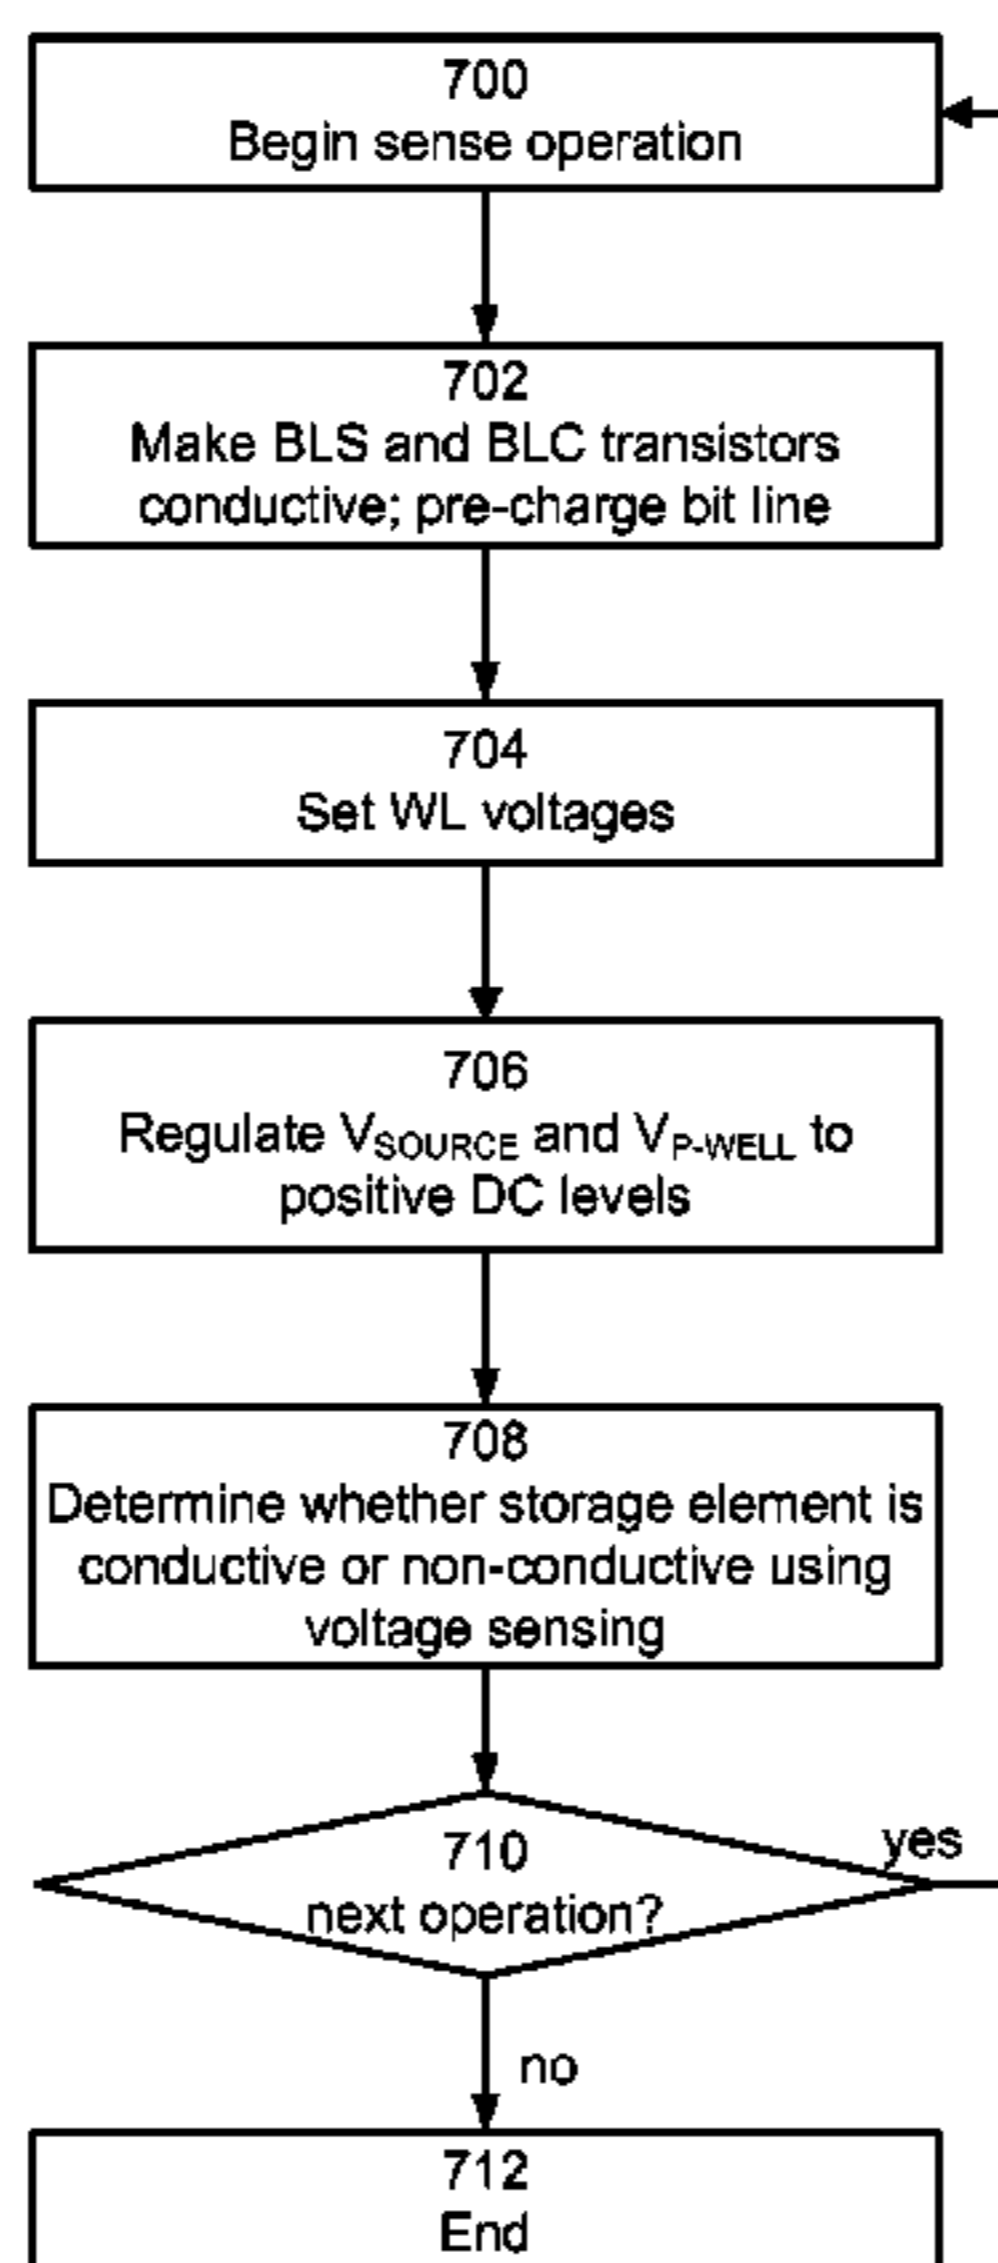 700
Begin sense operation
702
Make BLS and BLC transistors
conductive; pre-charge bit line
704
Set WL voltages
706
Regulate VSOURCE and VP-WELL to
positive DC levels
708
Determine whether storage element is
conductive or non-conductive using
voltage sensing
710
yes
next operation?
no
712
End